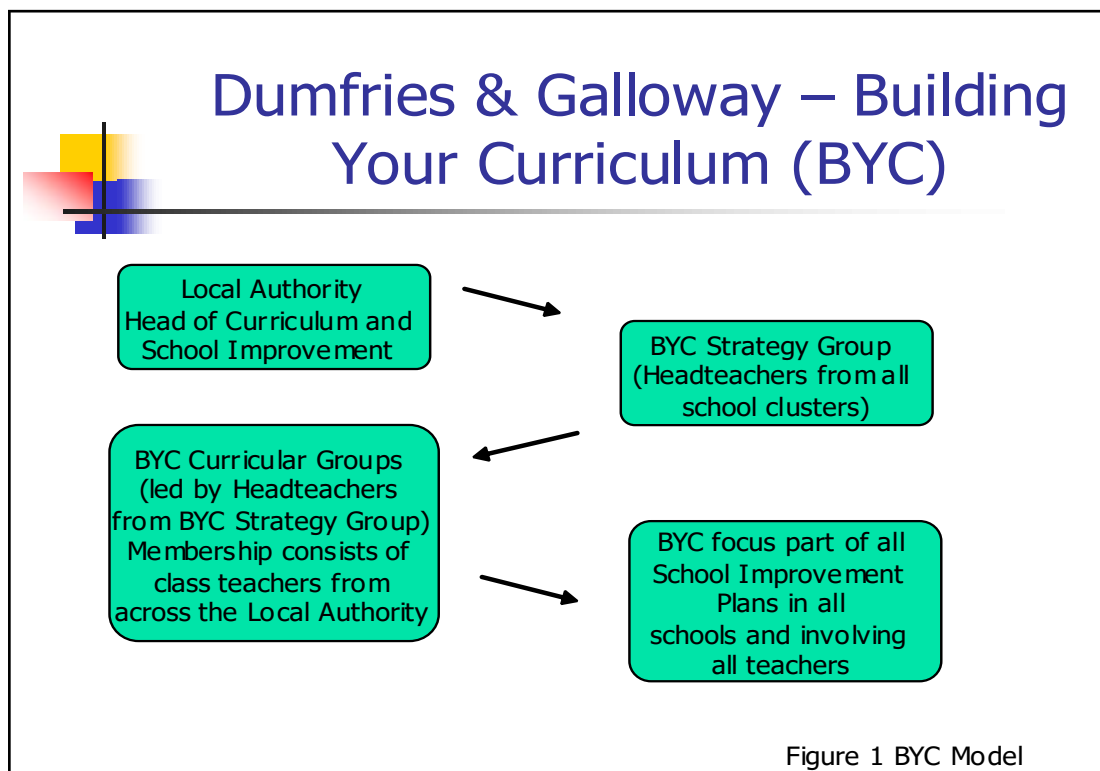 Dumfries & Galloway – Building
Your Curriculum (BYC)
Local Authority
Head of Curriculum and
School Improvement
BYC Strategy Group
(Headteachers from all
school clusters)
BYC Curricular Groups
(led by Headteachers
from BYC Strategy Group)
Membership consists of
class teachers from
across the Local Authority
BYC focus part of all
School Improvement
Plans in all
schools and involving
all teachers
Figure 1 BYC Model